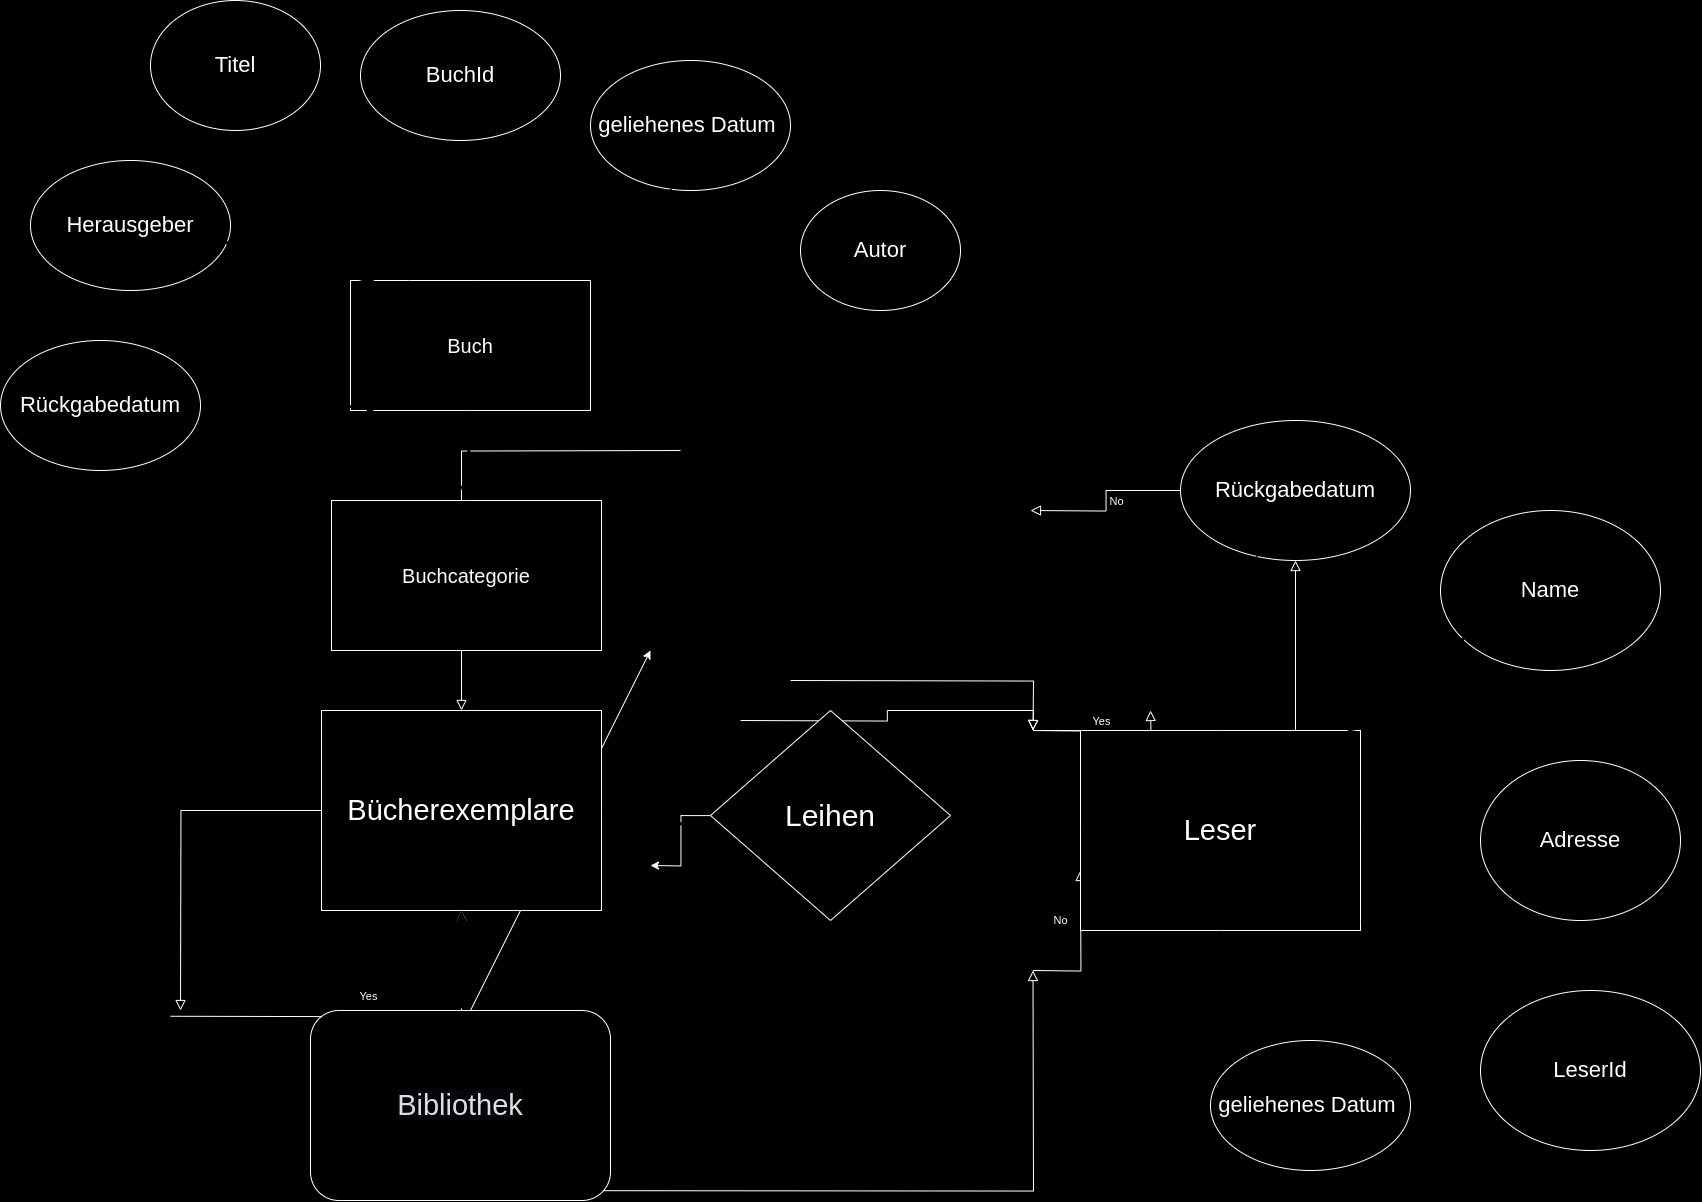 Titel
BuchId
geliehenes Datum
Herausgeber
Autor
Buch
Rückgabedatum
Rückgabedatum
No
Buchcategorie
Name
Yes
Bücherexemplare
Leihen
Leser
Adresse
No
Yes
Bibliothek
LeserId
geliehenes Datum